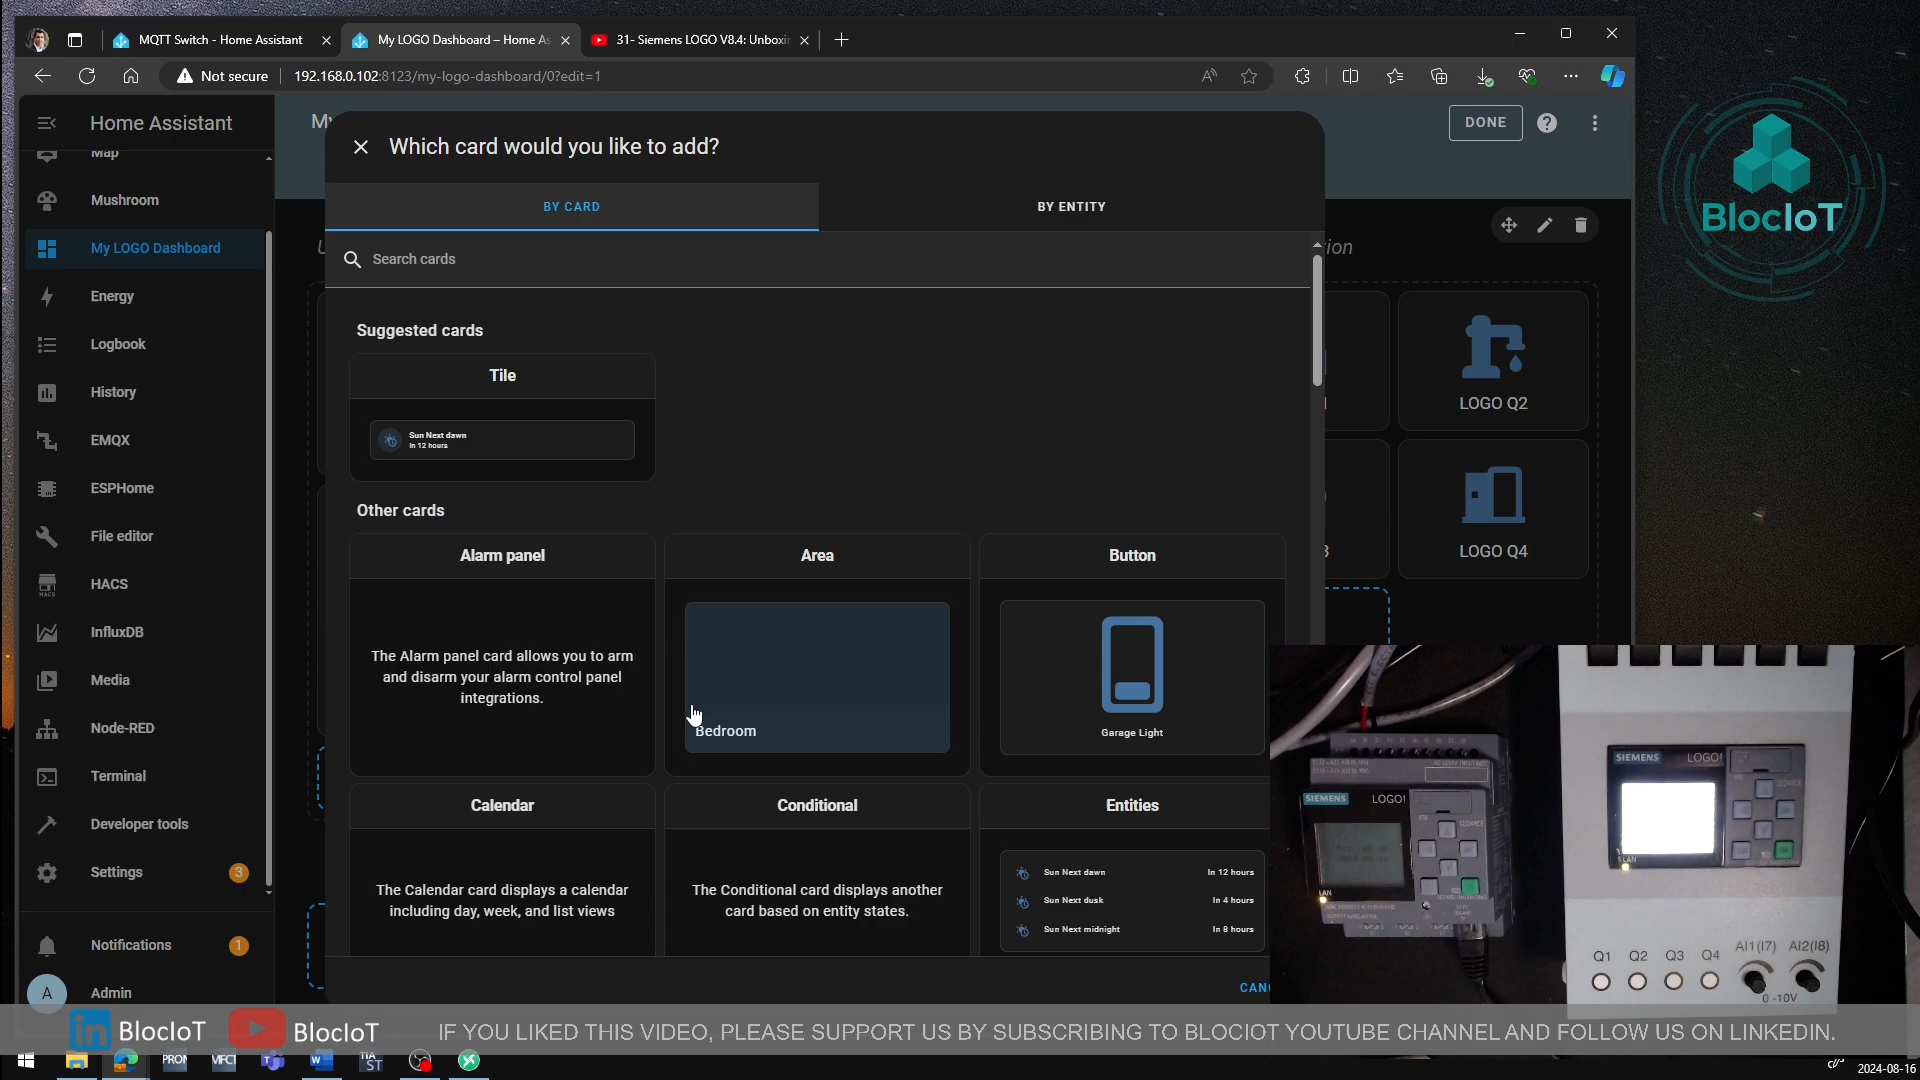 MQTT Switch - Home Assistant
My LOGO Dashboard – Home As
31- Siemens LOGO V8.4: Unboxin
Not secure
192.168.0.102:8123/my-logo-dashboard/0?edit=1
Home Assistant
My
DONE
Which card would you like to add?
BY CARD
BY ENTITY
Search cards
Map
Mushroom
My LOGO Dashboard
Energy
Logbook
History
EMQX
ESPHome
File editor
HACS
InfluxDB
Media
Node-RED
Terminal
Developer tools
Settings
3
Notifications
1
A
Admin
Suggested cards
Tile
Sun Next dawn
In 12 hours
Other cards
Alarm panel
Area
Button
The Alarm panel card allows you to arm
and disarm your alarm control panel
integrations.
Bedroom
Garage Light
Calendar
Conditional
Entities
The Calendar card displays a calendar
including day, week, and list views
The Conditional card displays another
card based on entity states.
Sun Next dawn
In 12 hours
Sun Next dusk
In 4 hours
Sun Next midnight
In 8 hours
CANC
ion
LOGO Q2
LOGO Q4
BlocIoT
SIEMENS
LOGO!
LAN
SIEMENS
LOGO!
LAN
Q1 Q2 Q3 Q4 AI1(I7) AI2(I8)
0 -10V
BlocIoT
BlocIoT
IF YOU LIKED THIS VIDEO, PLEASE SUPPORT US BY SUBSCRIBING TO BLOCIOT YOUTUBE CHANNEL AND FOLLOW US ON LINKEDIN.
2024-08-16